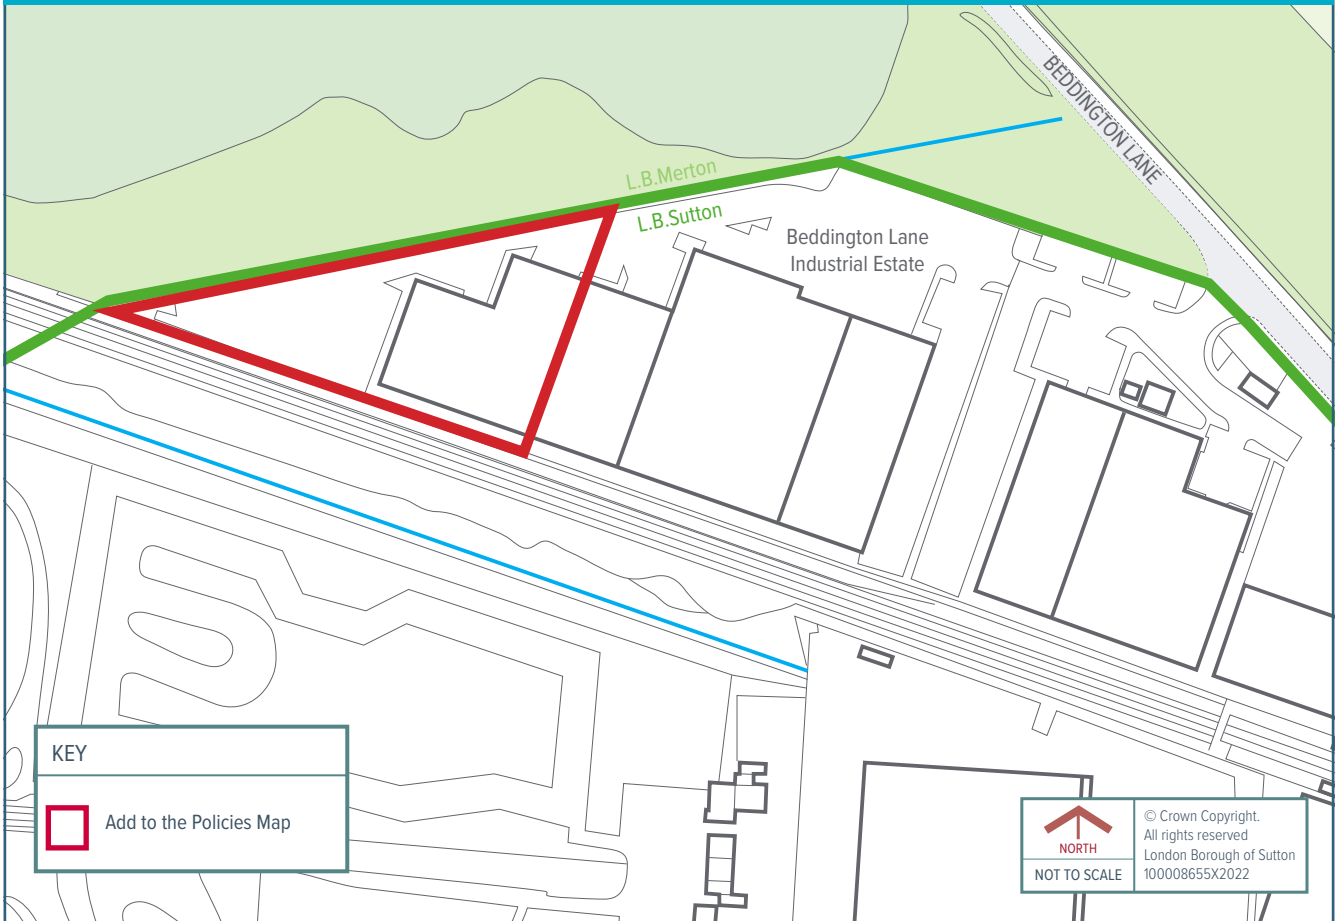 BEDDINGTON LANE
L.B.Merton
L.B.Sutton
Beddington Lane
Industrial Estate
KEY
Add to the Policies Map
NORTH
NOT TO SCALE
© Crown Copyright.
All rights reserved
London Borough of Sutton
100008655X2022